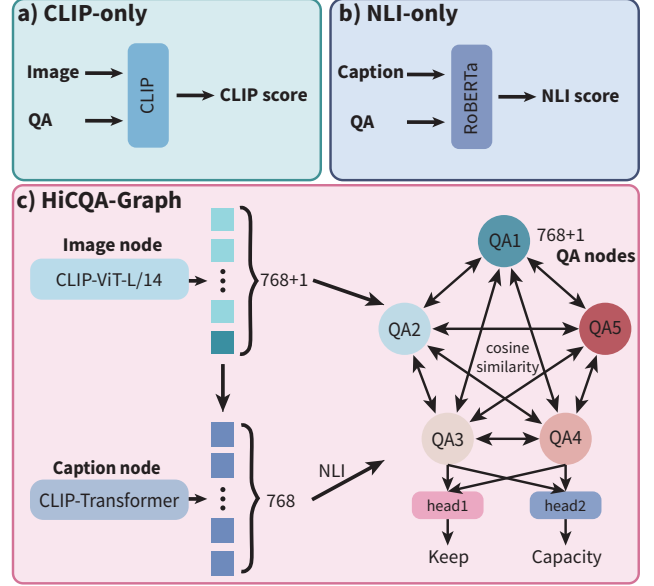 a) CLIP-only
Image
QA
CLIP
CLIP score
b) NLI-only
Caption
QA
RoBERTa
NLI score
c) HiCQA-Graph
Image node
CLIP-ViT-L/14
768+1
Caption node
CLIP-Transformer
768
NLI
QA1
768+1
QA nodes
QA2
QA5
cosine
similarity
QA3
QA4
head1
head2
Keep
Capacity